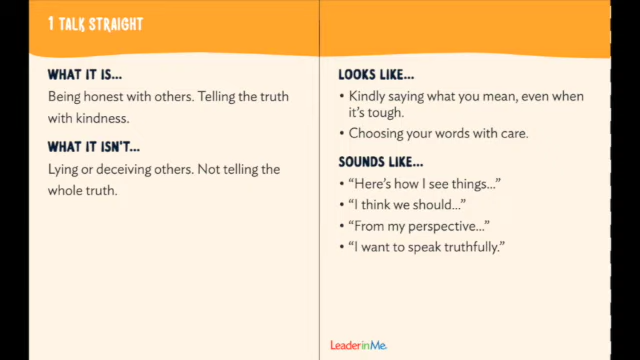 1 TALK STRAIGHT
WHAT IT IS...
Being honest with others. Telling the truth
with kindness.
WHAT IT ISN'T...
Lying or deceiving others. Not telling the
whole truth.
LOOKS LIKE...
• Kindly saying what you mean, even when
it's tough.
• Choosing your words with care.
SOUNDS LIKE...
• "Here's how I see things..."
• "I think we should..."
• "From my perspective..."
• "I want to speak truthfully."
LeaderinMe